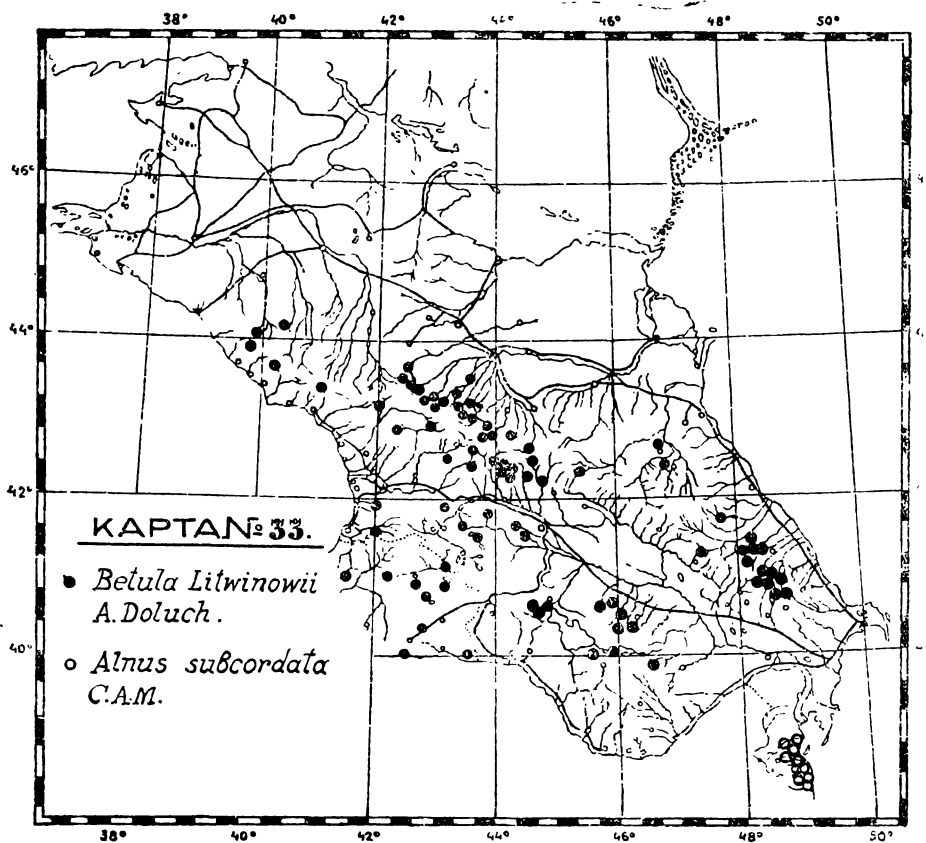 38° 40° 42° 44° 46° 48° 50°
46°
44°
42°
КАРТА № 33.
Betula Litwinowii
A. Doluch.
40°
Alnus subcordata
C.A.M.
38° 40° 42° 44° 46° 48° 50°